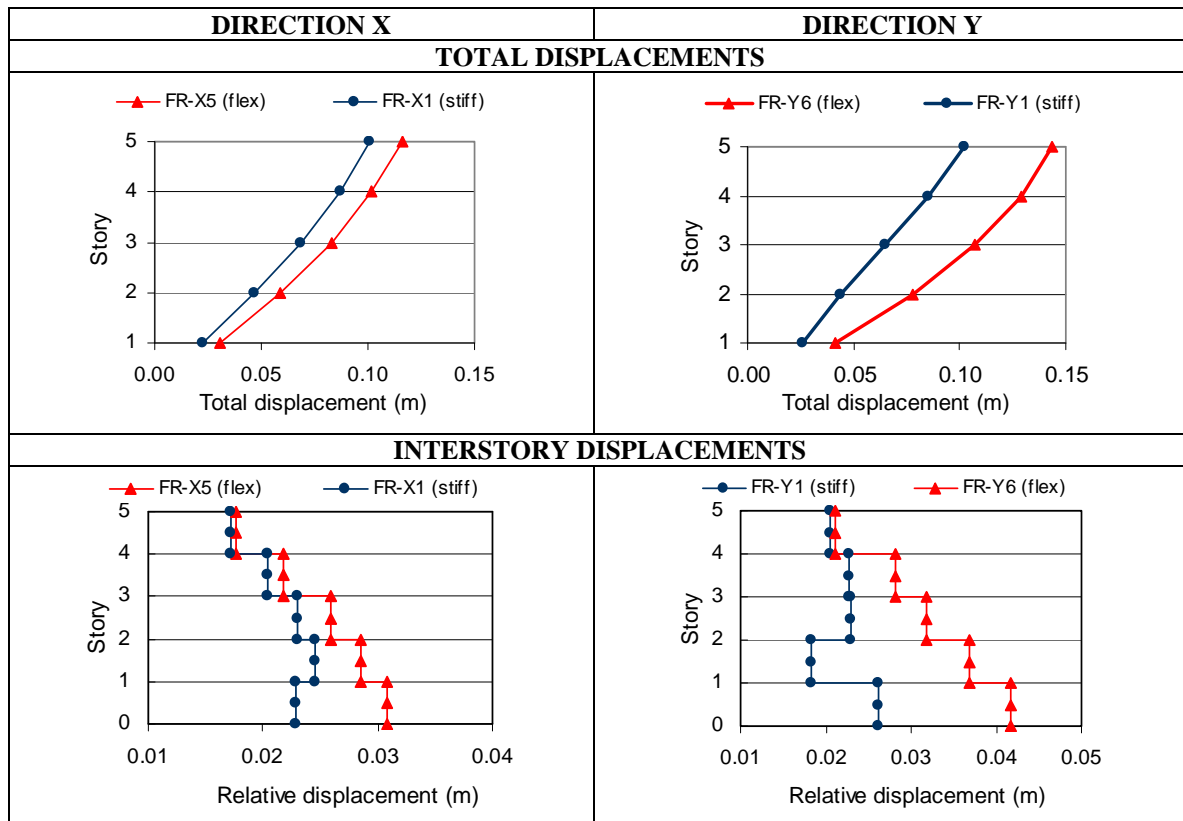 DIRECTION X DIRECTION Y
TOTAL DISPLACEMENTS
FR-X5 (flex) FR-X1 (stiff)
5
4
3
2
1
Story
0.00 0.05 0.10 0.15
Total displacement (m)
FR-Y6 (flex) FR-Y1 (stiff)
5
4
3
2
1
Story
0.00 0.05 0.10 0.15
Total displacement (m)
INTERSTORY DISPLACEMENTS
FR-X5 (flex) FR-X1 (stiff)
5
4
3
2
1
0
Story
0.01 0.02 0.03 0.04
Relative displacement (m)
FR-Y1 (stiff) FR-Y6 (flex)
5
4
3
2
1
0
Story
0.01 0.02 0.03 0.04 0.05
Relative displacement (m)